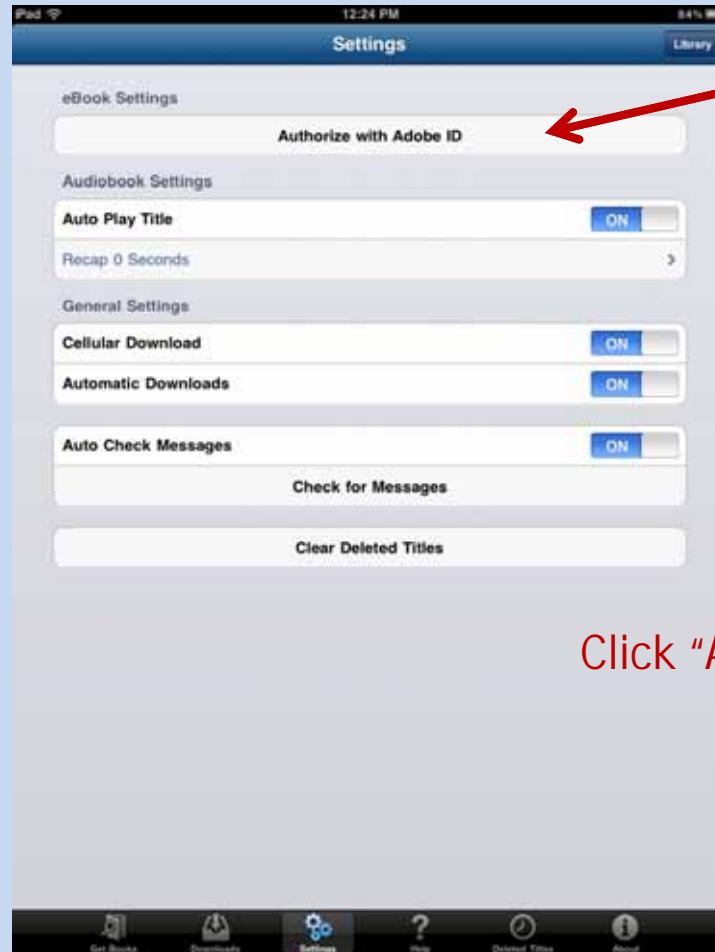 iPad 12:24 PM 84%
Settings
Library
eBook Settings
Authorize with Adobe ID
Audiobook Settings
Auto Play Title ON
Recap 0 Seconds
General Settings
Cellular Download ON
Automatic Downloads ON
Auto Check Messages ON
Check for Messages
Clear Deleted Titles
Click "A
Get Books Downloads Settings Help Deleted Titles About